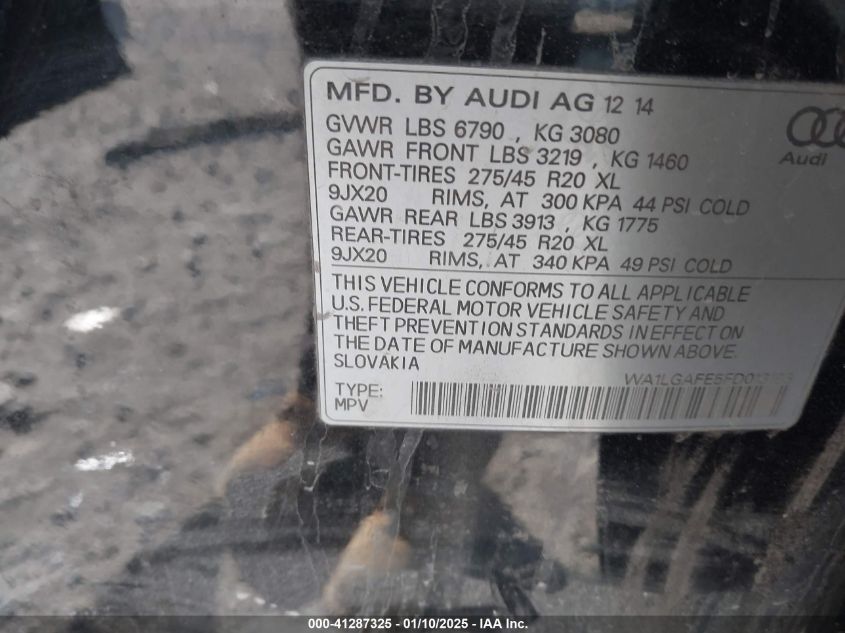 MFD. BY AUDI AG 12 14
GVWR LBS 6790 , KG 3080
GAWR FRONT LBS 3219 , KG 1460
FRONT-TIRES 275/45 R20 XL
9JX20 RIMS, AT 300 KPA 44 PSI COLD
GAWR REAR LBS 3913 , KG 1775
REAR-TIRES 275/45 R20 XL
9JX20 RIMS, AT 340 KPA 49 PSI COLD
Audi
THIS VEHICLE CONFORMS TO ALL APPLICABLE
U.S. FEDERAL MOTOR VEHICLE SAFETY AND
THEFT PREVENTION STANDARDS IN EFFECT ON
THE DATE OF MANUFACTURE SHOWN ABOVE.
SLOVAKIA
TYPE:
MPV
000-41287325 - 01/10/2025 - IAAI, Inc.